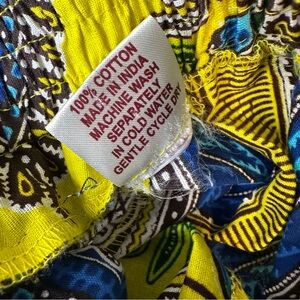 100% COTTON
MADE IN INDIA
MACHINE WASH
SEPARATELY
IN COLD WATER
GENTLE CYCLE DRY